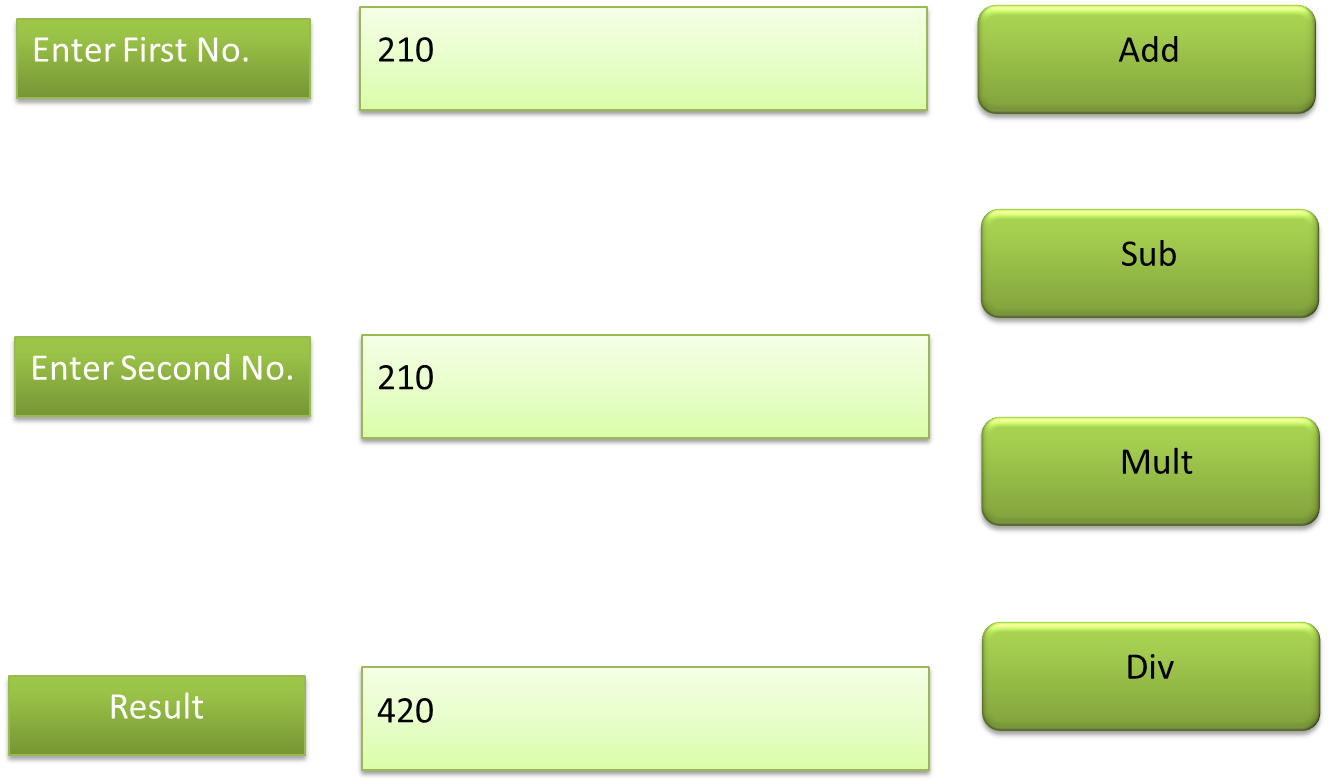 Enter First No.
210
Add
Sub
Enter Second No.
210
Mult
Div
Result
420